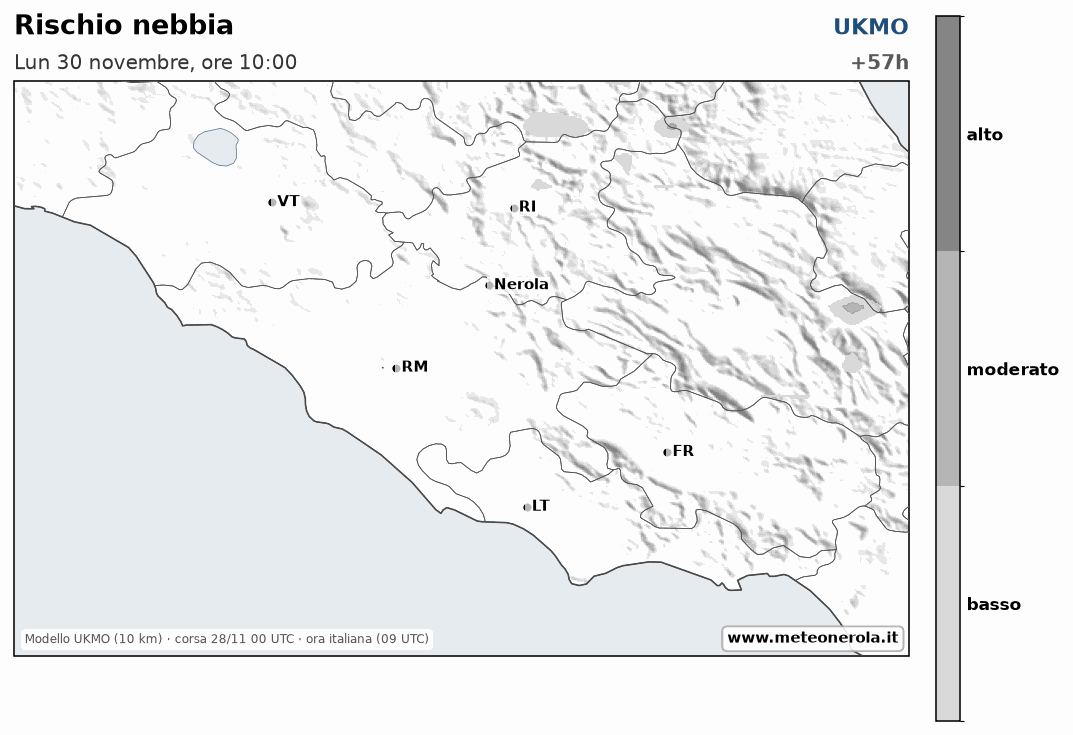 Rischio nebbia
UKMO
Lun 30 novembre, ore 10:00
+57h
alto
VT
RI
Nerola
RM
moderato
FR
LT
basso
Modello UKMO (10 km) · corsa 28/11 00 UTC · ora italiana (09 UTC)
www.meteonerola.it